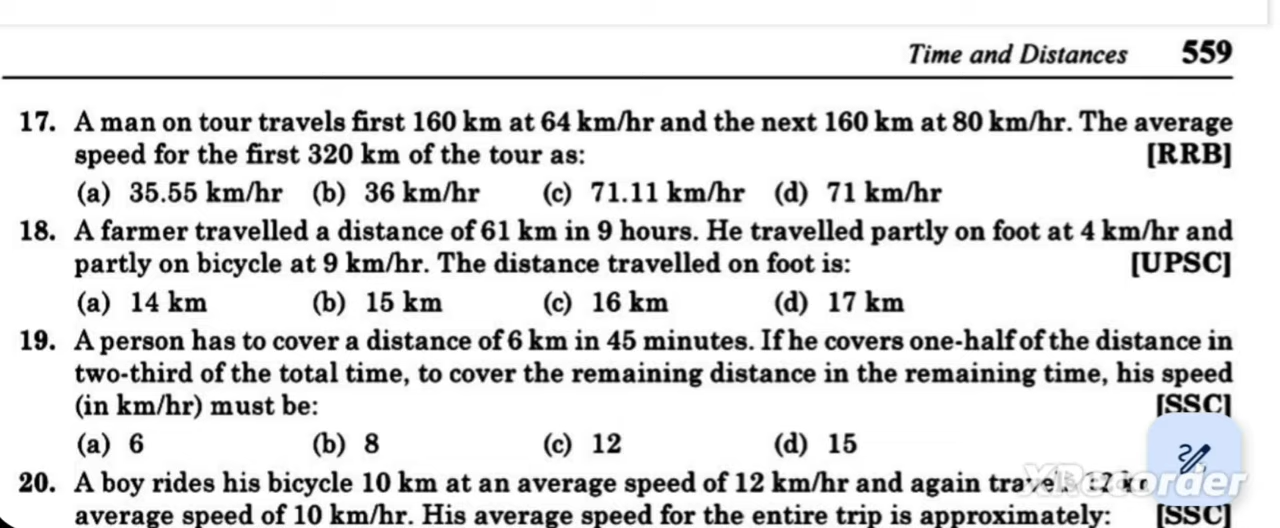 Time and Distances 559
17. A man on tour travels first 160 km at 64 km/hr and the next 160 km at 80 km/hr. The average
speed for the first 320 km of the tour as: [RRB]
(a) 35.55 km/hr (b) 36 km/hr (c) 71.11 km/hr (d) 71 km/hr
18. A farmer travelled a distance of 61 km in 9 hours. He travelled partly on foot at 4 km/hr and
partly on bicycle at 9 km/hr. The distance travelled on foot is: [UPSC]
(a) 14 km (b) 15 km (c) 16 km (d) 17 km
19. A person has to cover a distance of 6 km in 45 minutes. If he covers one-half of the distance in
two-third of the total time, to cover the remaining distance in the remaining time, his speed
(in km/hr) must be: [SSC]
(a) 6 (b) 8 (c) 12 (d) 15
20. A boy rides his bicycle 10 km at an average speed of 12 km/hr and again travels
XRecorder
average speed of 10 km/hr. His average speed for the entire trip is approximately: [SSC]